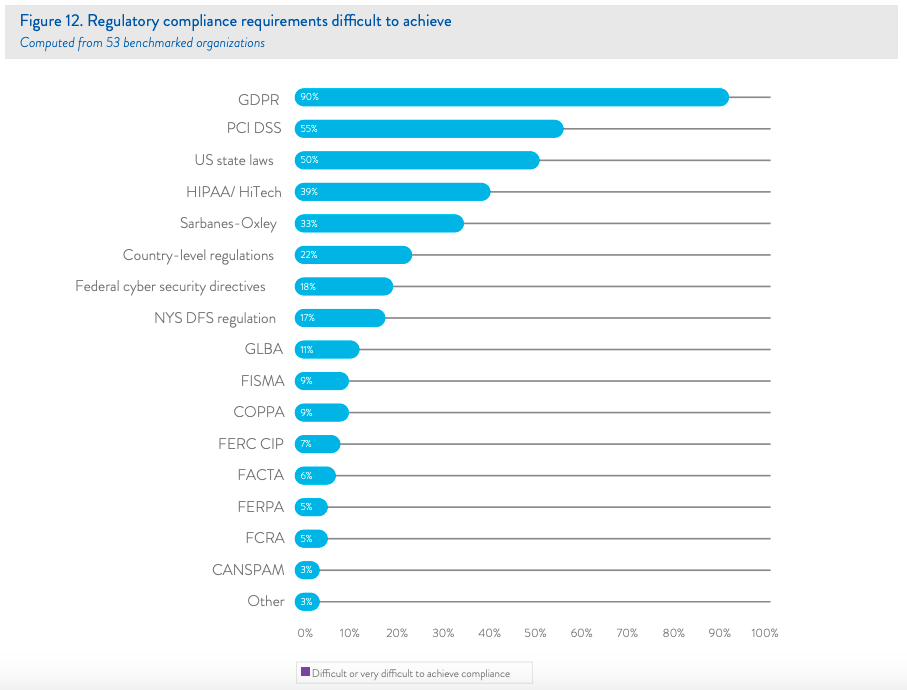 Figure 12. Regulatory compliance requirements difficult to achieve
Computed from 53 benchmarked organizations
GDPR 90%
PCI DSS 55%
US state laws 50%
HIPAA/ HiTech 39%
Sarbanes-Oxley 33%
Country-level regulations 22%
Federal cyber security directives 18%
NYS DFS regulation 17%
GLBA 11%
FISMA 9%
COPPA 9%
FERC CIP 7%
FACTA 6%
FERPA 5%
FCRA 5%
CANSPAM 3%
Other 3%
0% 10% 20% 30% 40% 50% 60% 70% 80% 90% 100%
Difficult or very difficult to achieve compliance